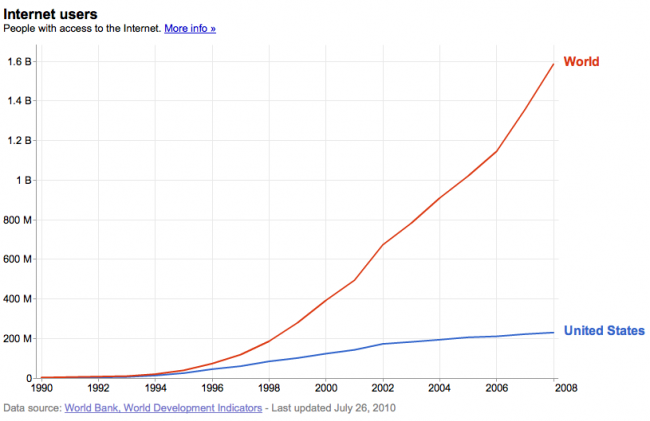 Internet users
People with access to the Internet. More info »
1.6 B
World
1.4 B
1.2 B
1 B
800 M
600 M
400 M
200 M
United States
0
1990 1992 1994 1996 1998 2000 2002 2004 2006 2008
Data source: World Bank, World Development Indicators - Last updated July 26, 2010